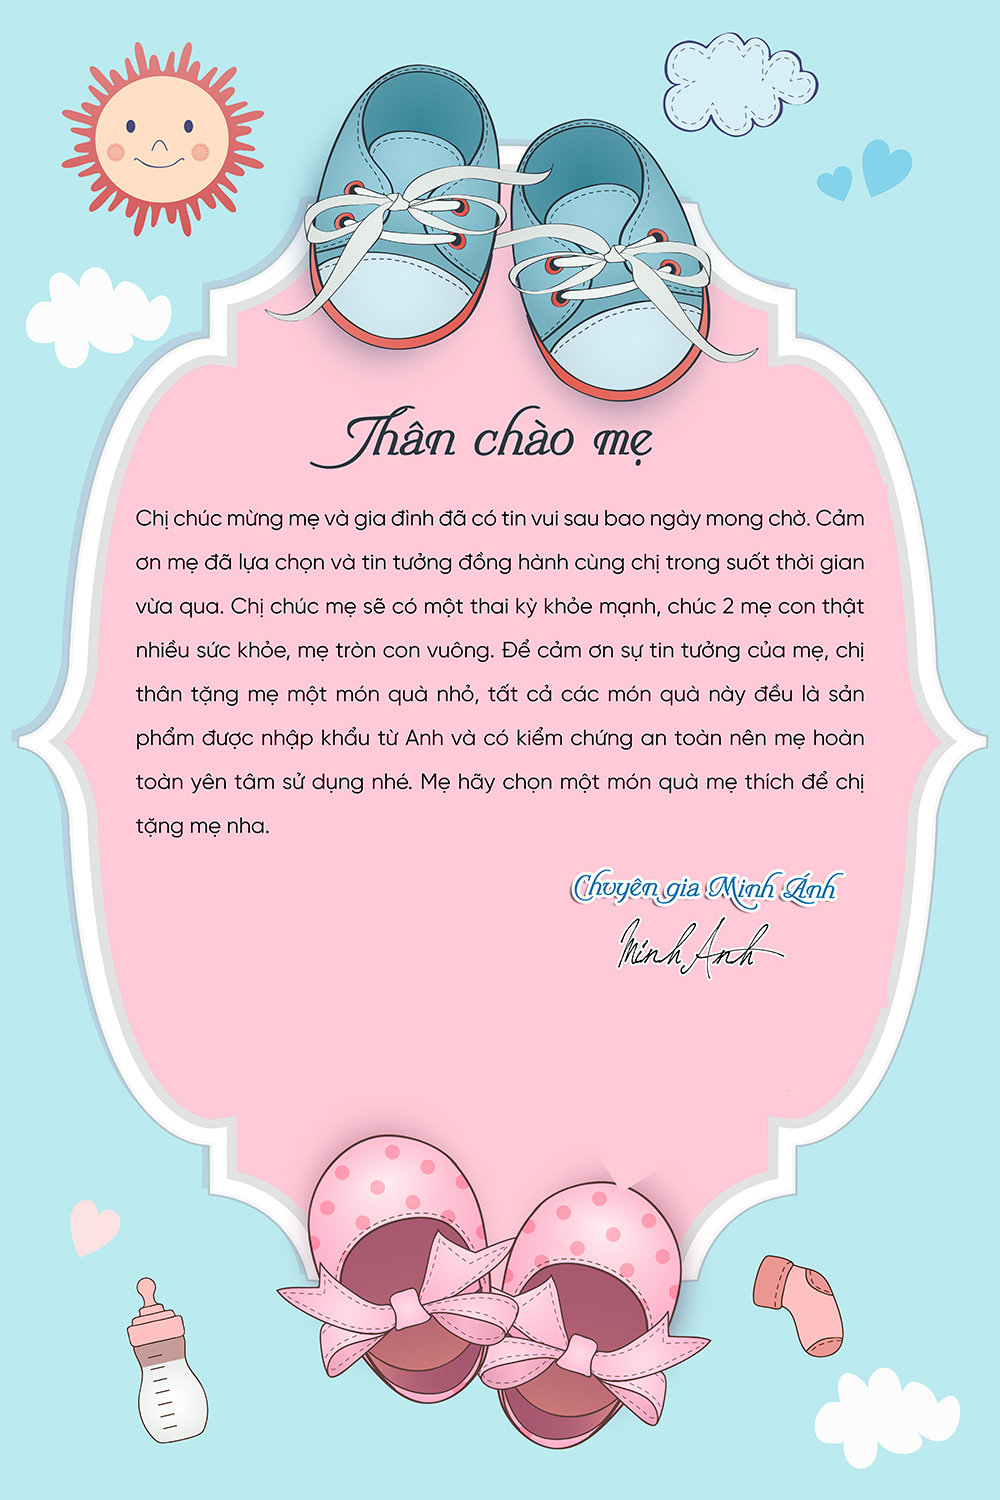 Thân chào mẹ
Chị chúc mừng mẹ và gia đình đã có tin vui sau bao ngày mong chờ. Cảm
ơn mẹ đã lựa chọn và tin tưởng đồng hành cùng chị trong suốt thời gian
vừa qua. Chị chúc mẹ sẽ có một thai kỳ khỏe mạnh, chúc 2 mẹ con thật
nhiều sức khỏe, mẹ tròn con vuông. Để cảm ơn sự tin tưởng của mẹ, chị
thân tặng mẹ một món quà nhỏ, tất cả các món quà này đều là sản
phẩm được nhập khẩu từ Anh và có kiểm chứng an toàn nên mẹ hoàn
toàn yên tâm sử dụng nhé. Mẹ hãy chọn một món quà mẹ thích để chị
tặng mẹ nha.
Chuyên gia Minh Ánh
Minh Anh